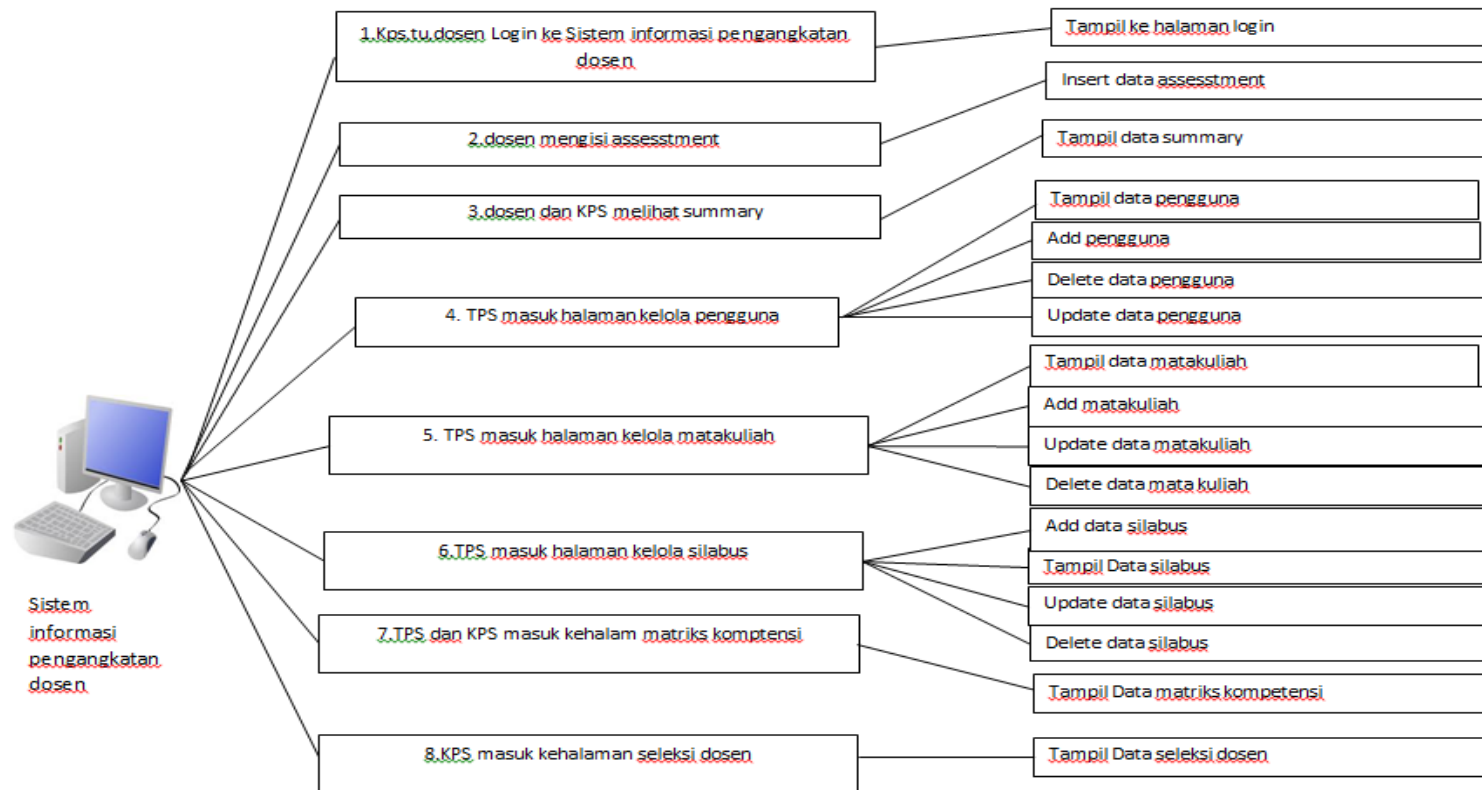 1.Kps,tu,dosen Login ke Sistem informasi pengangkatan
dosen
Tampil ke halaman login
Insert data assesstment
2.dosen mengisi assesstment
Tampil data summary
3.dosen dan KPS melihat summary
Tampil data pengguna
Add pengguna
Delete data pengguna
Update data pengguna
4. TPS masuk halaman kelola pengguna
Tampil data matakuliah
Add matakuliah
Update data matakuliah
Delete data mata kuliah
5. TPS masuk halaman kelola matakuliah
Add data silabus
Tampil Data silabus
Update data silabus
Delete data silabus
6.TPS masuk halaman kelola silabus
Sistem
informasi
pengangkatan
dosen
7.TPS dan KPS masuk kehalam matriks komptensi
Tampil Data matriks kompetensi
8.KPS masuk kehalaman seleksi dosen
Tampil Data seleksi dosen